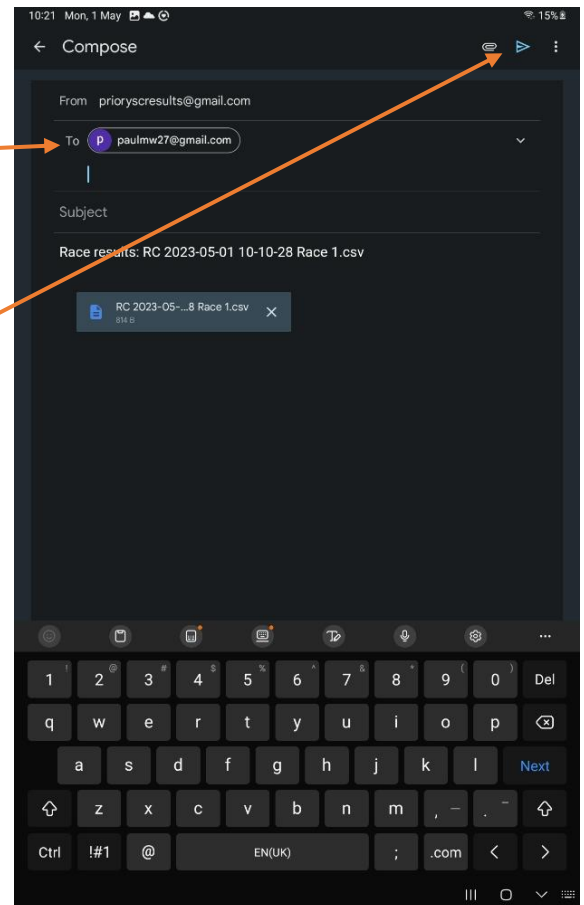 10:21 Mon, 1 May 15%
Compose
From prioryscresults@gmail.com
To p paulmw27@gmail.com
Subject
Race results: RC 2023-05-01 10-10-28 Race 1.csv
RC 2023-05-...8 Race 1.csv
814 B
1 ! 2 @ 3 # 4 $ 5 % 6 ^ 7 & 8 * 9 ( 0 ) Del
q w e r t y u i o p
a s d f g h j k l Next
z x c v b n m , — . -
Ctrl !#1 @ EN(UK) ; .com < >